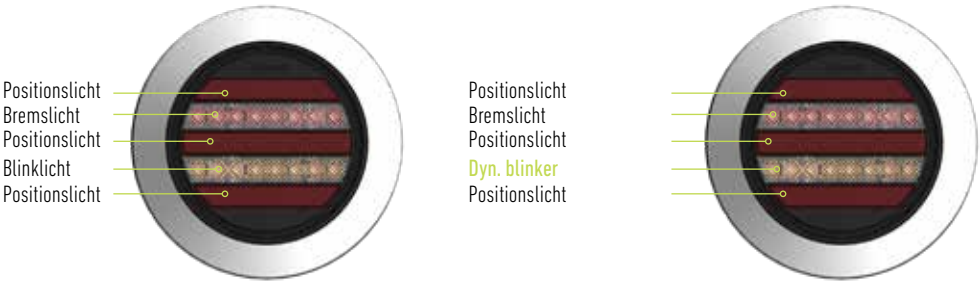 Positionslicht
Bremslicht
Positionslicht
Blinklicht
Positionslicht
Positionslicht
Bremslicht
Positionslicht
Dyn. blinker
Positionslicht